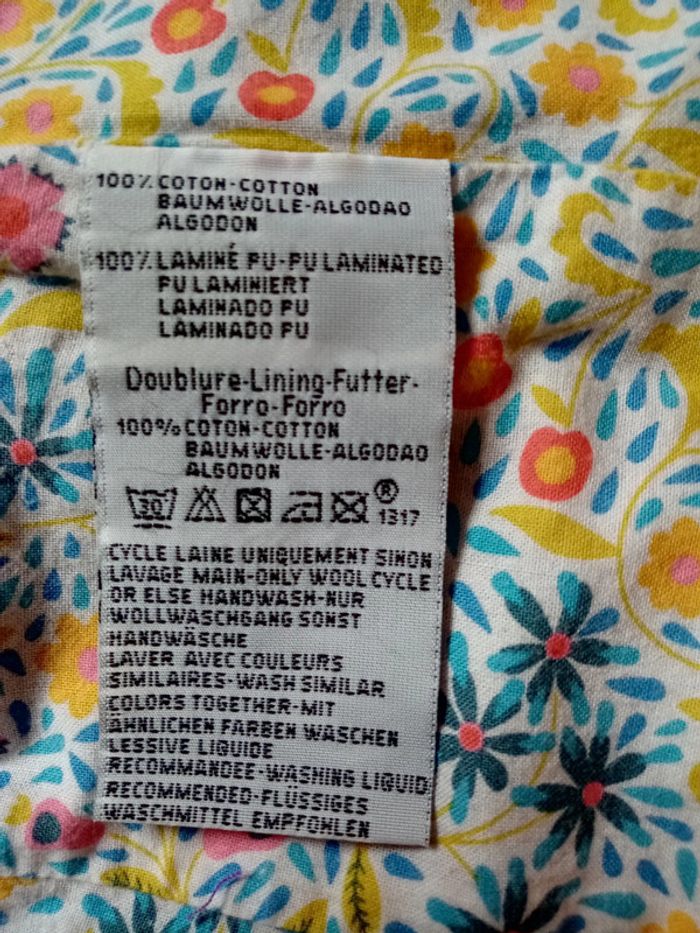 100% COTON-COTTON
BAUMWOLLE-ALGODAO
ALGODON
100% LAMINÉ PU-PU LAMINATED
PU LAMINIERT
LAMINADO PU
LAMINADO PU
Doublure-Lining-Futter-
Forro-Forro
100% COTON-COTTON
BAUMWOLLE-ALGODAO
ALGODON
30 ® 1317
CYCLE LAINE UNIQUEMENT SINON
LAVAGE MAIN-ONLY WOOL CYCLE
OR ELSE HANDWASH-NUR
WOLLWASCHGANG SONST
HANDWÄSCHE
LAVER AVEC COULEURS
SIMILAIRES-WASH SIMILAR
COLORS TOGETHER-MIT
ÄHNLICHEN FARBEN WASCHEN
LESSIVE LIQUIDE
RECOMMANDEE-WASHING LIQUID
RECOMMENDED-FLÜSSIGES
WASCHMITTEL EMPFOHLEN